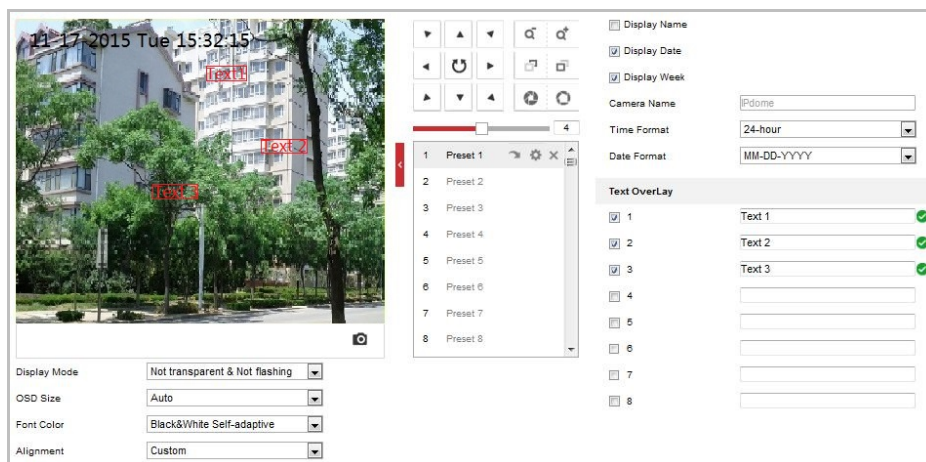 11-17-2015 Tue 15:32:15
Text 1
Text 2
Text 3
4
1 Preset 1
2 Preset 2
3 Preset 3
4 Preset 4
5 Preset 5
6 Preset 6
7 Preset 7
8 Preset 8
Display Mode Not transparent & Not flashing
OSD Size Auto
Font Color Black&White Self-adaptive
Alignment Custom
Display Name
Display Date
Display Week
Camera Name IPdome
Time Format 24-hour
Date Format MM-DD-YYYY
Text OverLay
1 Text 1
2 Text 2
3 Text 3
4
5
6
7
8